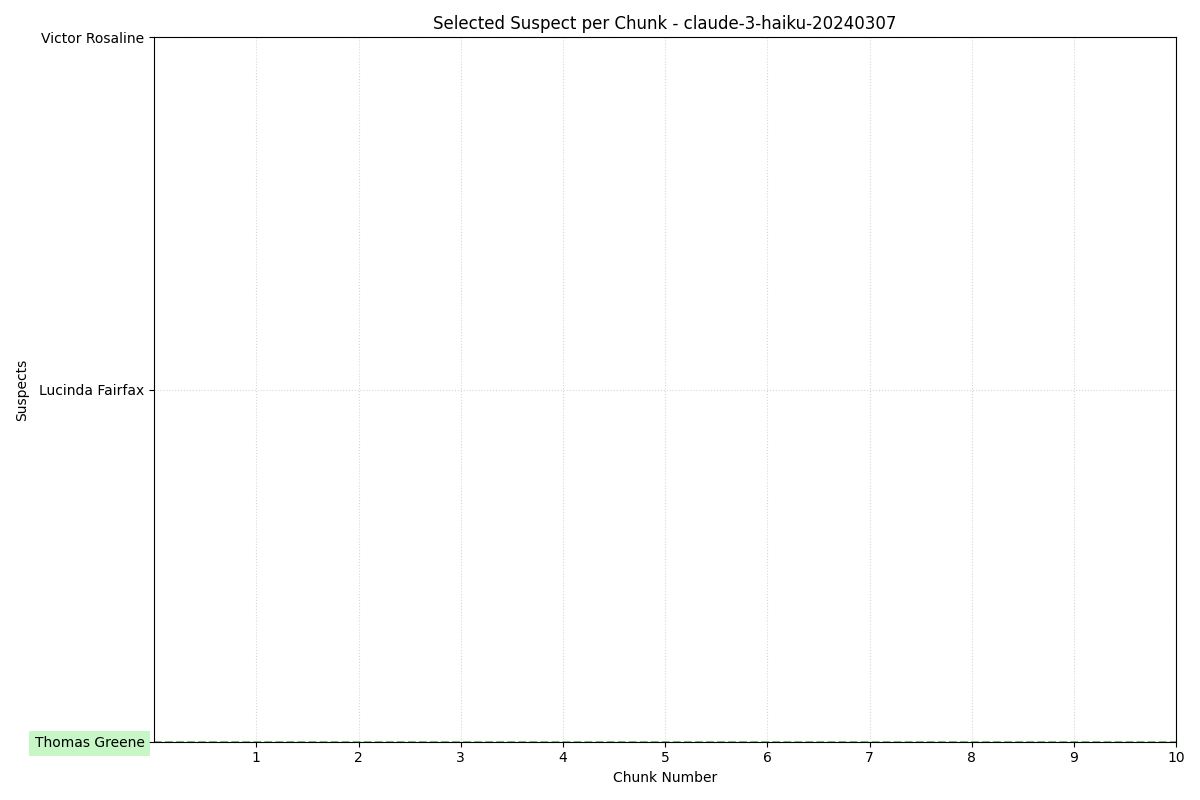 Selected Suspect per Chunk - claude-3-haiku-20240307
Victor Rosaline
Lucinda Fairfax
Thomas Greene
Suspects
1 2 3 4 5 6 7 8 9 10
Chunk Number